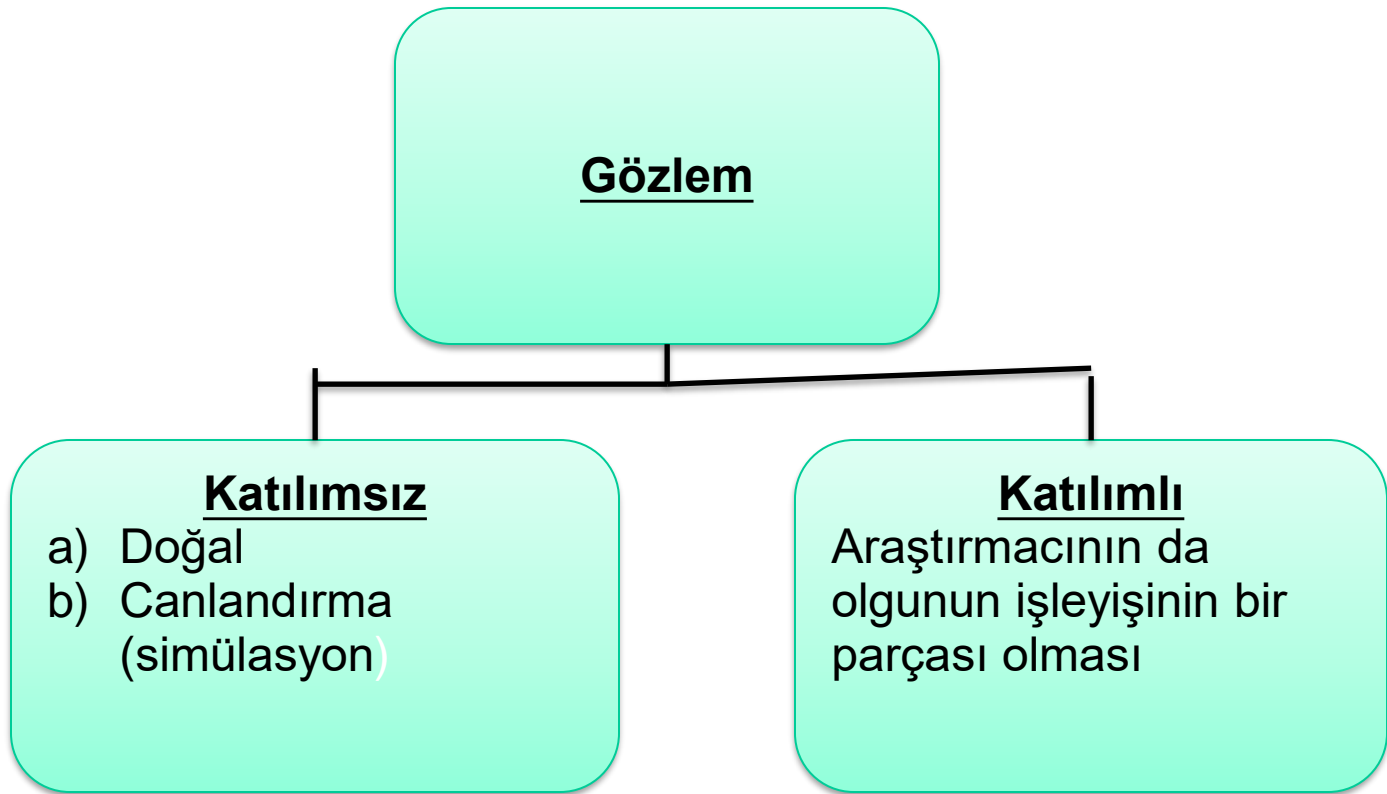 Gözlem
Katılımsız
a) Doğal
b) Canlandırma
(simülasyon)
Katılımlı
Araştırmacının da
olgunun işleyişinin bir
parçası olması